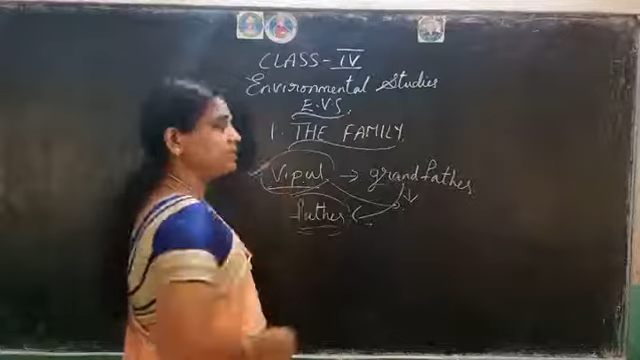 CLASS-IV
Environmental Studies
E.V.S.
1. THE FAMILY.
Vipul → grandfather
father